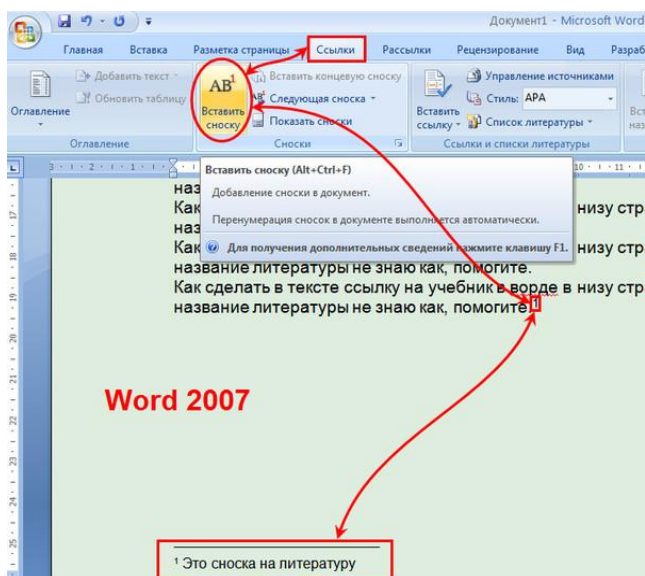 Документ1 - Microsoft Word
Главная Вставка Разметка страницы Ссылки Рассылки Рецензирование Вид Разраб
Оглавление
Добавить текст
Обновить таблицу
Оглавление
AB1
Вставить сноску
Вставить концевую сноску
Следующая сноска
Показать сноски
Сноски
Вставить ссылку
Управление источниками
Стиль: APA
Список литературы
Ссылки и списки литературы
Вставить сноску (Alt+Ctrl+F)
Добавление сноски в документ.
Перенумерация сносок в документе выполняется автоматически.
Для получения дополнительных сведений нажмите клавишу F1.
наз
Как низу стр
наз
Как низу стр
название литературы не знаю как, помогите.
Как сделать в тексте ссылку на учебник в ворде в низу стра
название литературы не знаю как, помогите.1
Word 2007
1 Это сноска на литературу